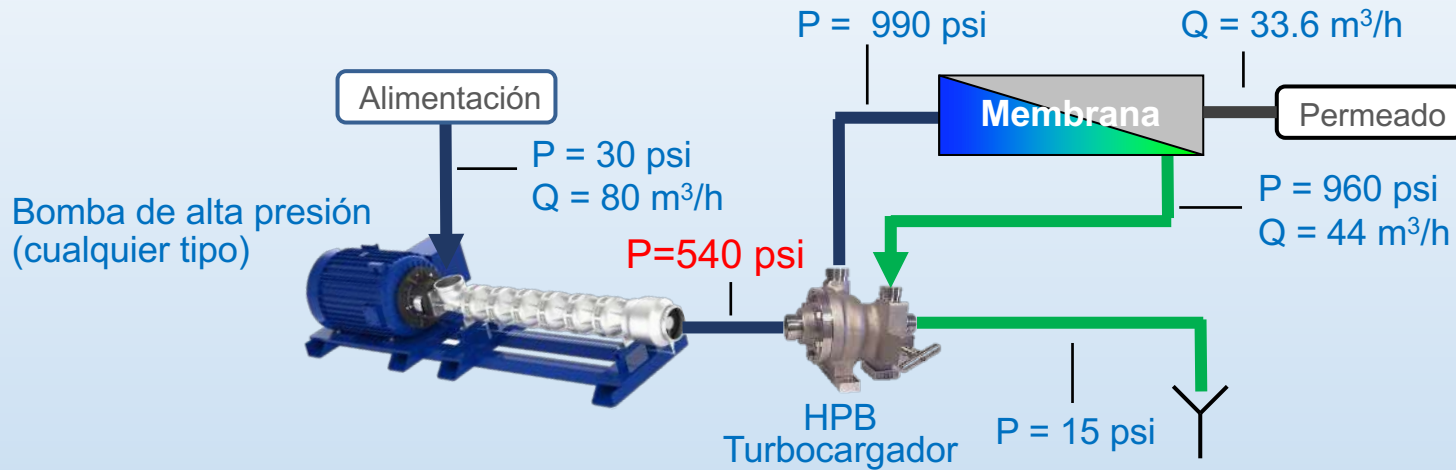 P = 990 psi
Q = 33.6 m³/h
Alimentación
Membrana
Permeado
P = 30 psi
Q = 80 m³/h
P = 960 psi
Q = 44 m³/h
Bomba de alta presión
(cualquier tipo)
P=540 psi
HPB
Turbocargador
P = 15 psi